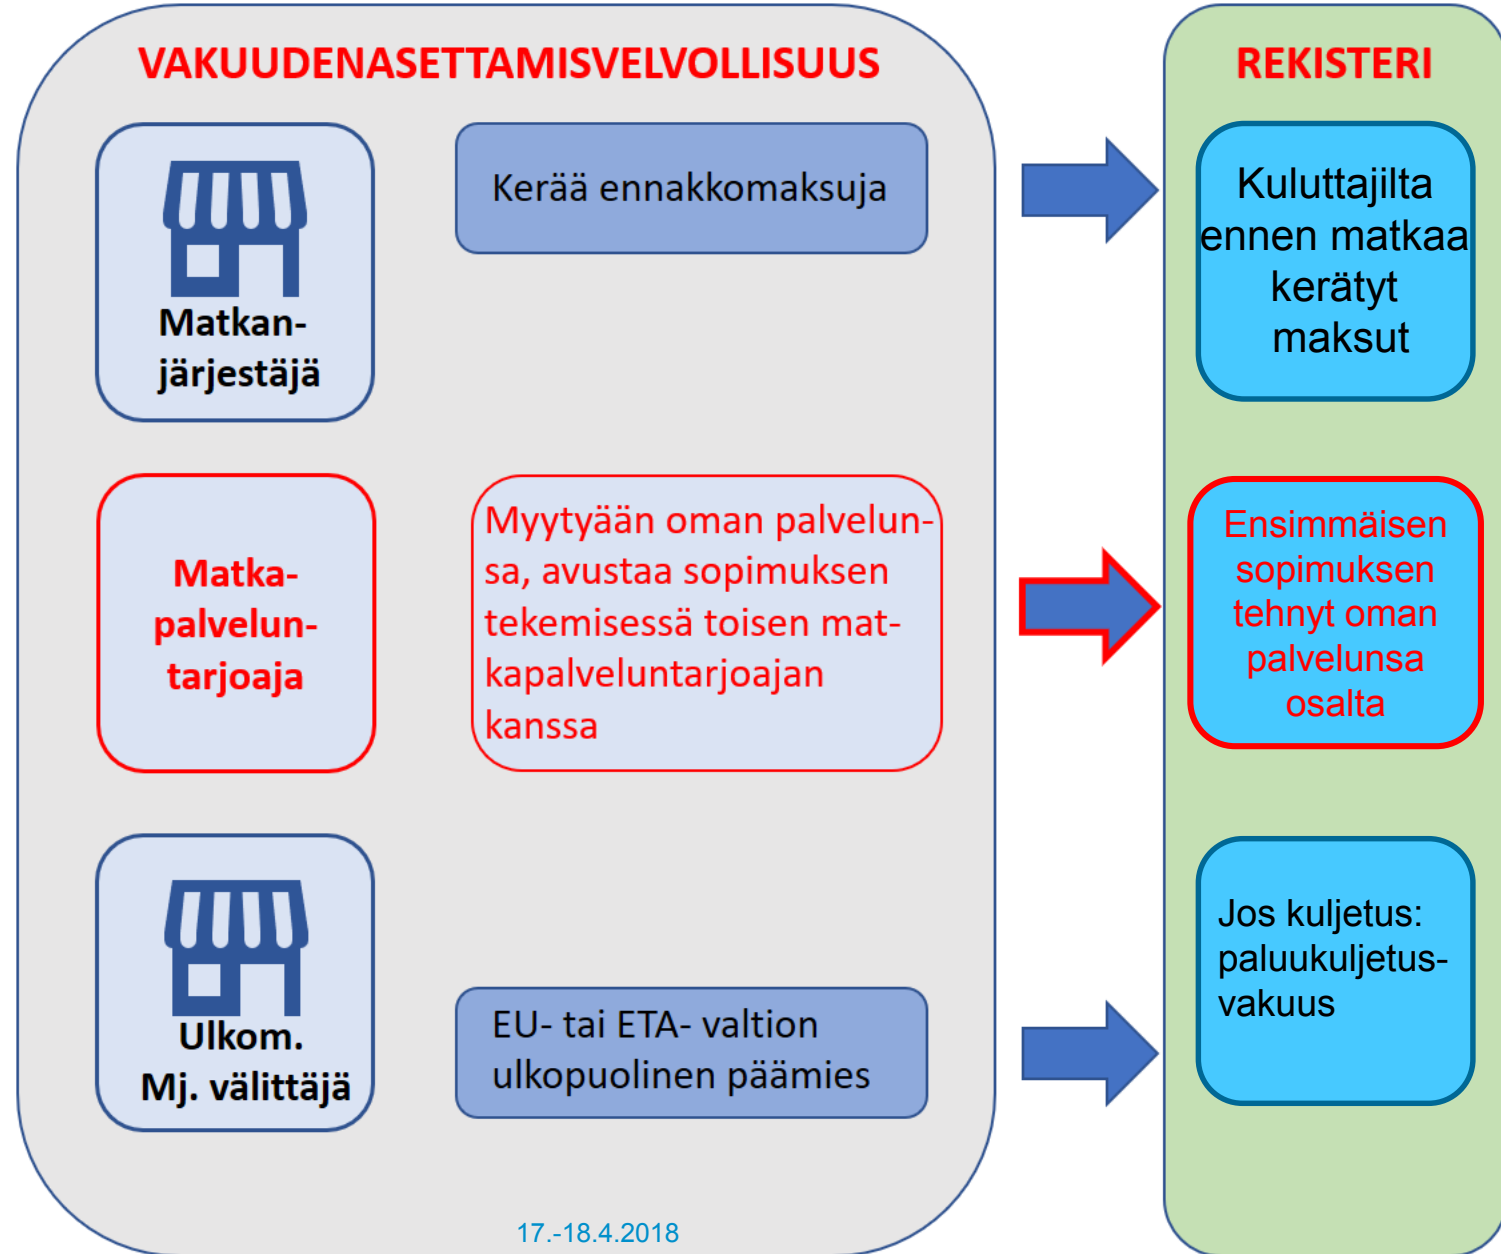 VAKUUDENASETTAMISVELVOLLISUUS
REKISTERI
Matkan-
järjestäjä
Kerää ennakkomaksuja
Kuluttajilta
ennen matkaa
kerätyt
maksut
Matka-
palvelun-
tarjoaja
Myytyään oman palvelun-
sa, avustaa sopimuksen
tekemisessä toisen mat-
kapalveluntarjoajan
kanssa
Ensimmäisen
sopimuksen
tehnyt oman
palvelunsa
osalta
Ulkom.
Mj. välittäjä
EU- tai ETA- valtion
ulkopuolinen päämies
Jos kuljetus:
paluukuljetus-
vakuus
17.-18.4.2018